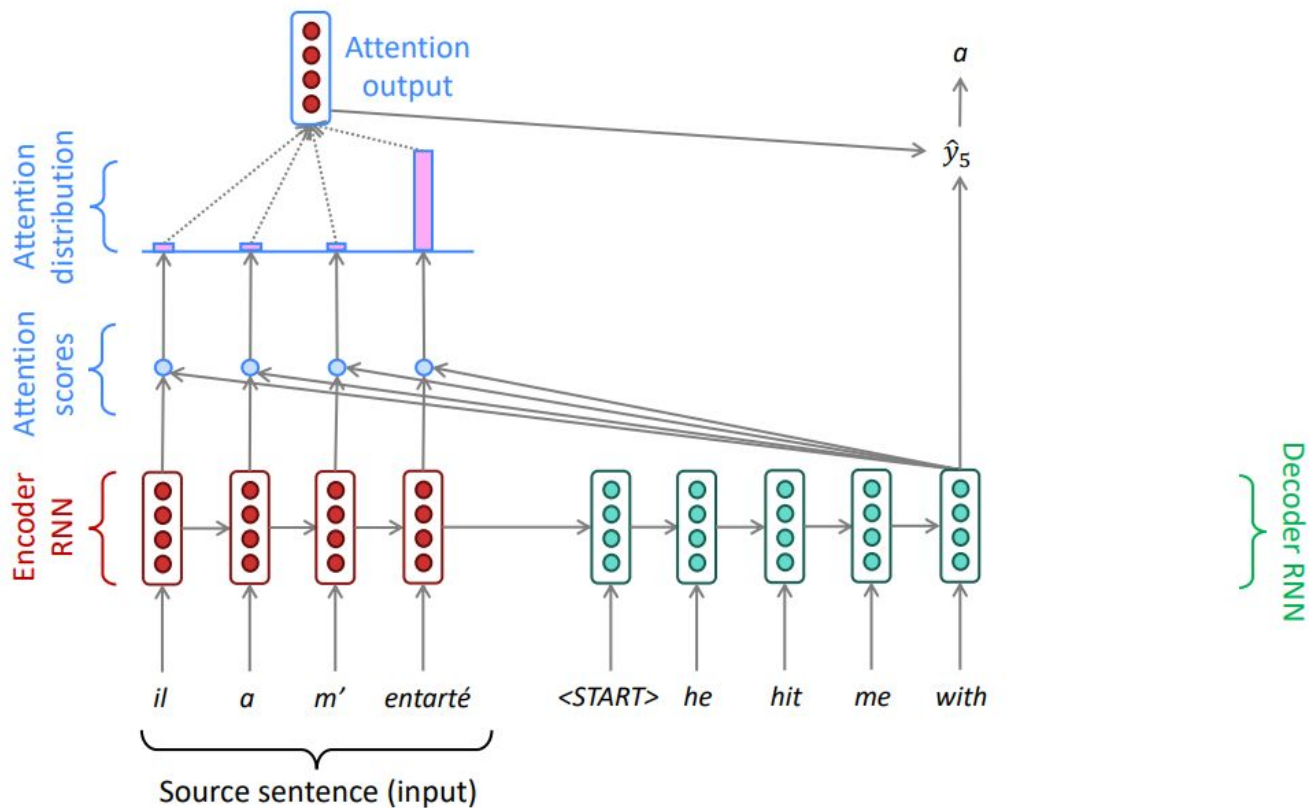 Attention
output
a
ŷ5
Attention
distribution
Attention
scores
Encoder
RNN
Decoder RNN
il a m' entarté <START> he hit me with
Source sentence (input)